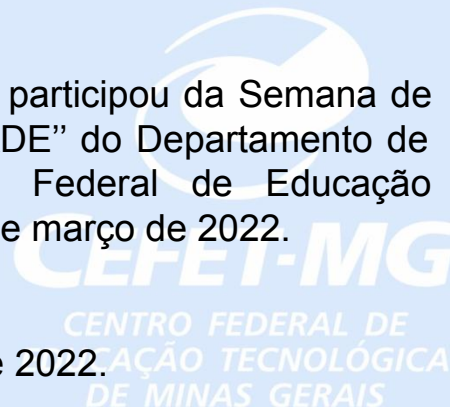 participou da Semana de
DE’’ do Departamento de
Federal de Educação
e março de 2022.
CEFET-MG
CENTRO FEDERAL DE
EDUCAÇÃO TECNOLÓGICA
e 2022.
DE MINAS GERAIS